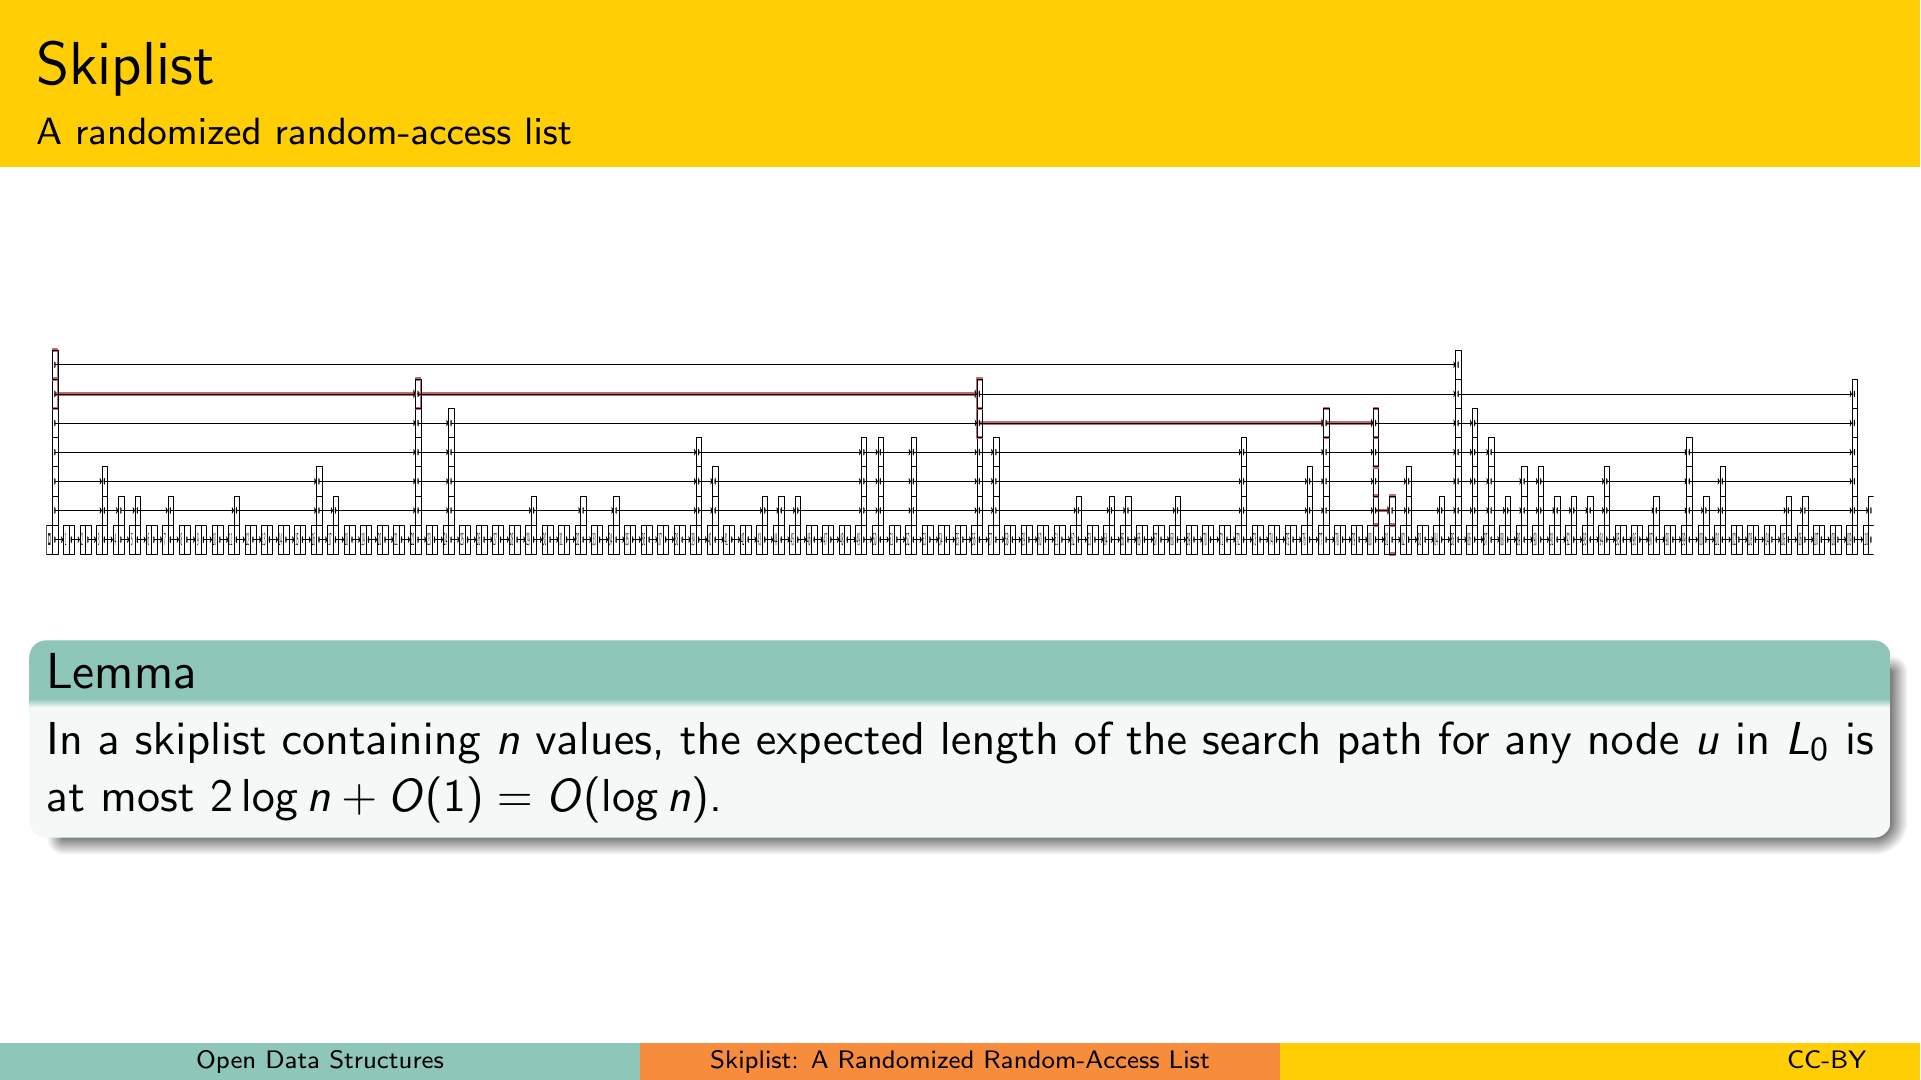 Skiplist
A randomized random-access list
Lemma
In a skiplist containing n values, the expected length of the search path for any node u in L₀ is
at most 2 log n + O(1) = O(log n).
Open Data Structures
Skiplist: A Randomized Random-Access List
CC-BY